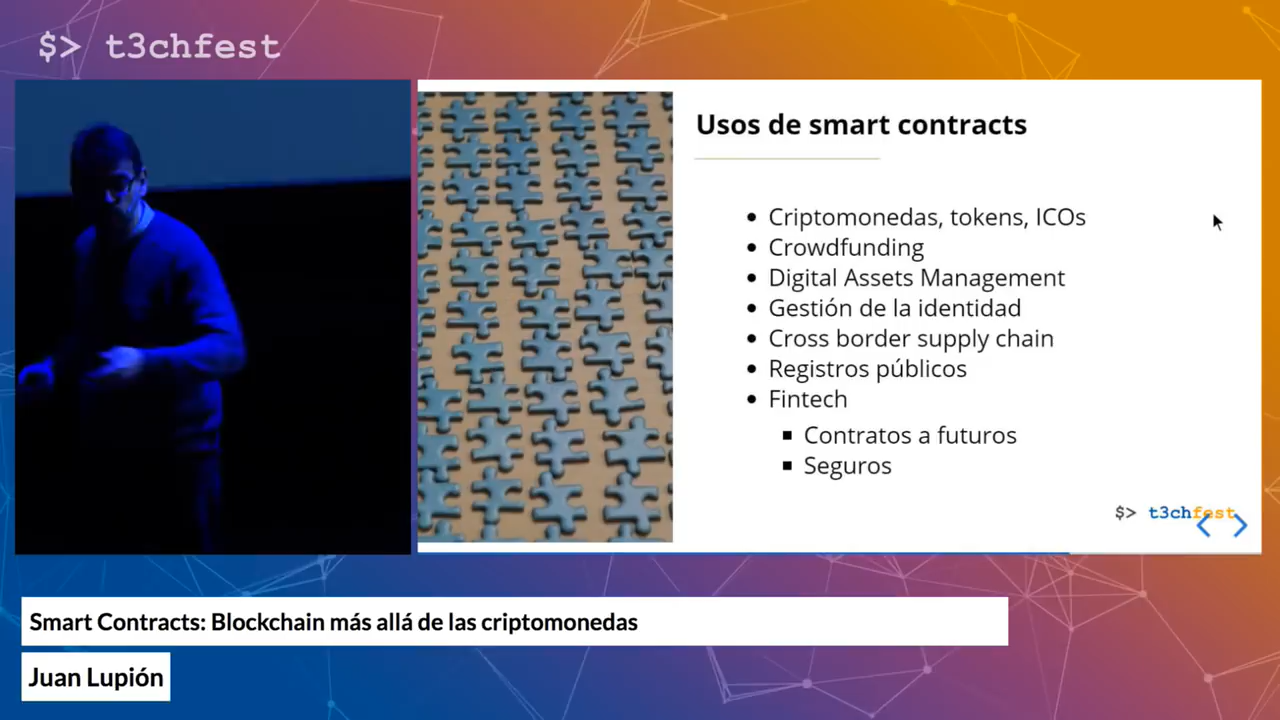 $> t3chfest
Usos de smart contracts
Criptomonedas, tokens, ICOs
Crowdfunding
Digital Assets Management
Gestión de la identidad
Cross border supply chain
Registros públicos
Fintech
Contratos a futuros
Seguros
$> t3chfest
Smart Contracts: Blockchain más allá de las criptomonedas
Juan Lupión